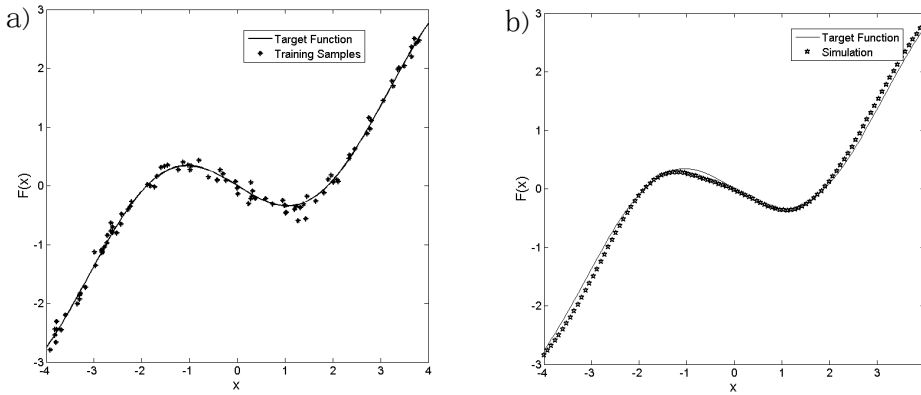 a)
3
2
1
0
-1
-2
-3
F(x)
Target Function
Training Samples
-4 -3 -2 -1 0 1 2 3 4
x
b)
3
2
1
0
-1
-2
-3
F(x)
Target Function
Simulation
-4 -3 -2 -1 0 1 2 3
x